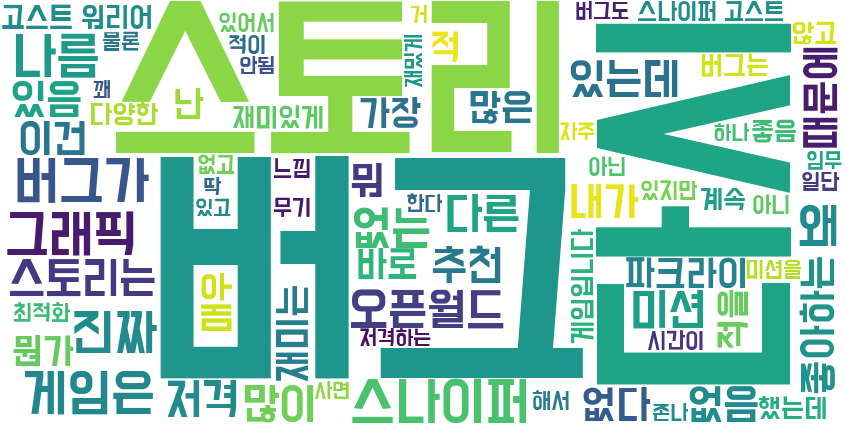 고스트 워리어
있어서
스토리
거
버그도
스나이퍼 고스트
않고
나름
물론
적이
안됨
재밌게
적
있는데
버그는
때문에
있음
꽤
다양한
난
재미있게
가장
많은
다시
자주
하나
좋음
이건
없고
느낌
버그
아닌
임무
버그가
딱
뭐
내가
있지만
계속
일단
아니
그래픽
있고
무기
한다
없는
다른
왜
스토리는
바로
추천
게임입니다
파크라이
미션을
최적화
재미
오픈월드
미션
적을
좋아하는
진짜
저격하는
시간이
뭔가
게임은
저격
많이
사면
스나이퍼
해서
없다
존나
없음
했는데